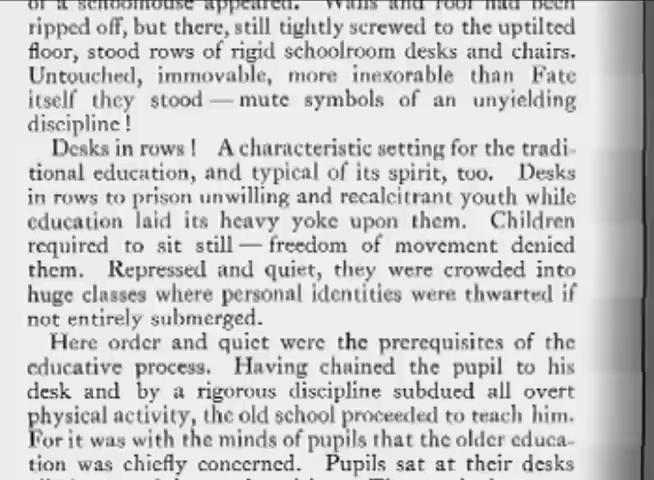 of a schoolhouse appeared. Walls and roof had been
ripped off, but there, still tightly screwed to the uptilted
floor, stood rows of rigid schoolroom desks and chairs.
Untouched, immovable, more inexorable than Fate
itself they stood — mute symbols of an unyielding
discipline!
Desks in rows! A characteristic setting for the tradi-
tional education, and typical of its spirit, too. Desks
in rows to prison unwilling and recalcitrant youth while
education laid its heavy yoke upon them. Children
required to sit still — freedom of movement denied
them. Repressed and quiet, they were crowded into
huge classes where personal identities were thwarted if
not entirely submerged.
Here order and quiet were the prerequisites of the
educative process. Having chained the pupil to his
desk and by a rigorous discipline subdued all overt
physical activity, the old school proceeded to teach him.
For it was with the minds of pupils that the older educa-
tion was chiefly concerned. Pupils sat at their desks